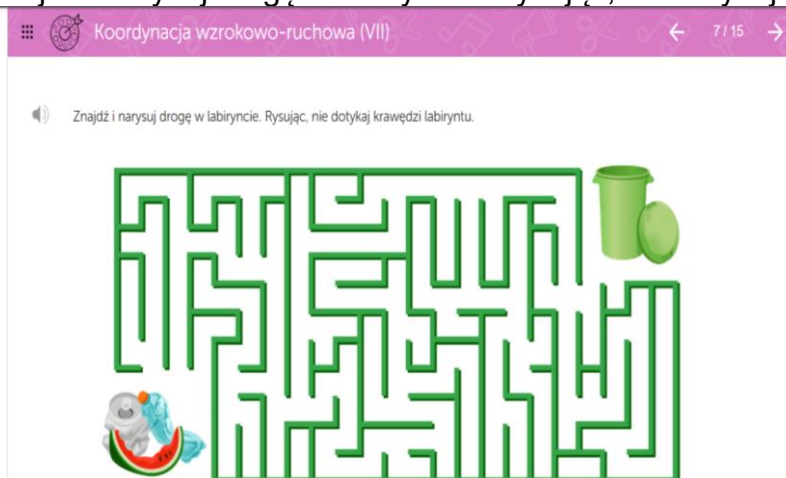 Koordynacja wzrokowo-ruchowa (VII)
7 / 15
Znajdź i narysuj drogę w labiryncie. Rysując, nie dotykaj krawędzi labiryntu.